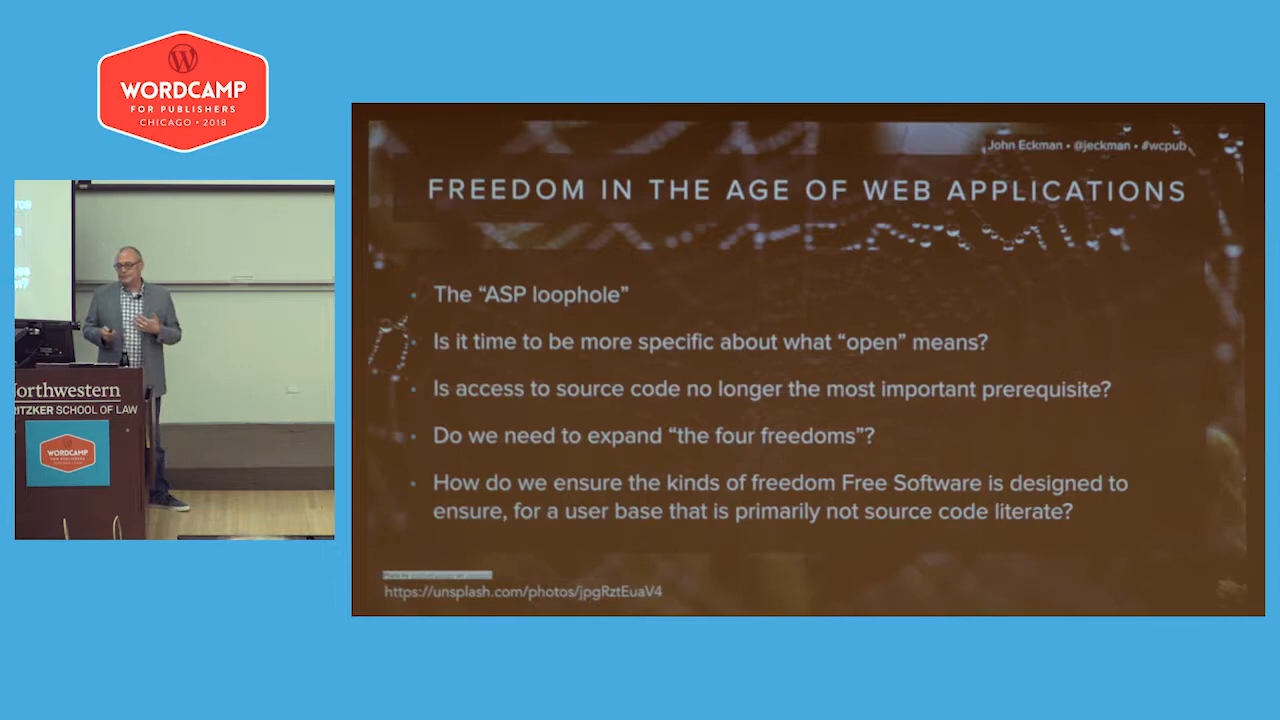 WORDCAMP
FOR PUBLISHERS
CHICAGO • 2018
John Eckman • @jeckman • #wcpub
FREEDOM IN THE AGE OF WEB APPLICATIONS
• The “ASP loophole”
• Is it time to be more specific about what “open” means?
• Is access to source code no longer the most important prerequisite?
• Do we need to expand “the four freedoms”?
• How do we ensure the kinds of freedom Free Software is designed to
ensure, for a user base that is primarily not source code literate?
https://unsplash.com/photos/jpgRztEuaV4
orthwestern
RITZKER SCHOOL OF LAW
WORDCAMP
FOR PUBLISHERS